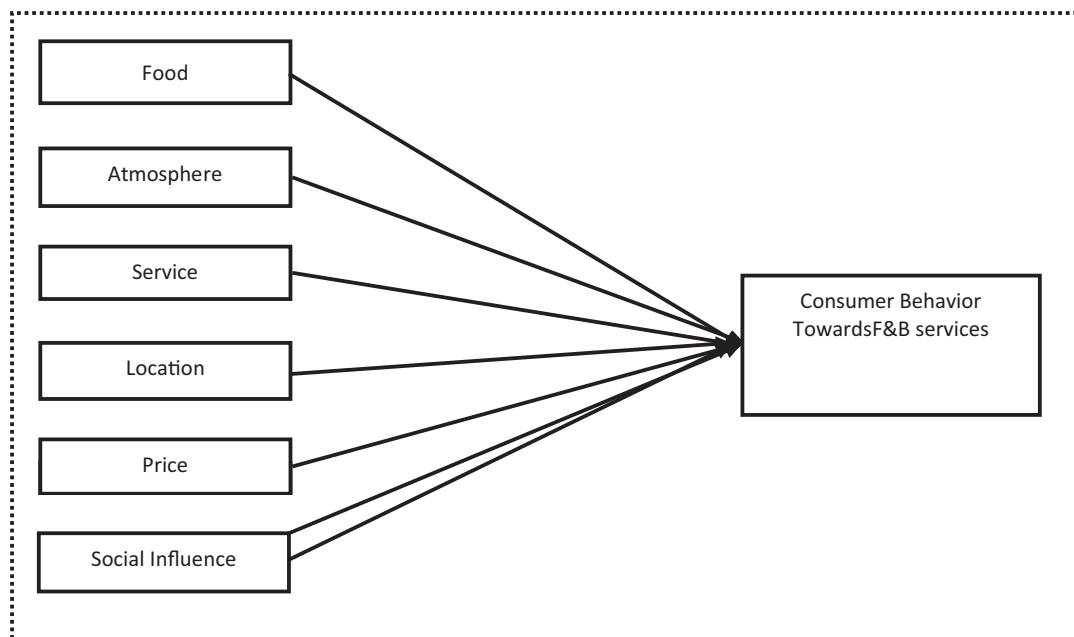 Food
Atmosphere
Service
Location
Price
Social Influence
Consumer Behavior
TowardsF&B services